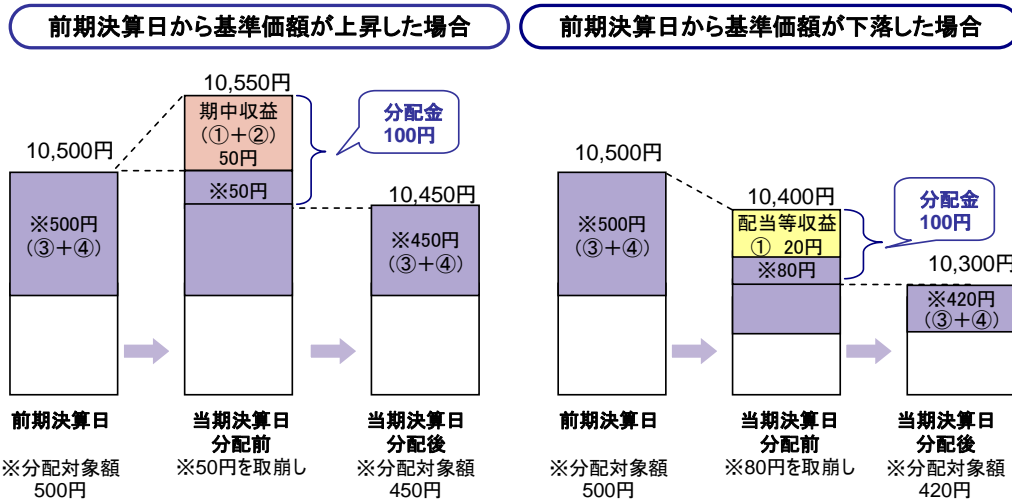 前期決算日から基準価額が上昇した場合
10,550円
期中収益
(①+②)
50円
分配金
100円
10,500円
※50円
10,450円
※500円
(③+④)
※450円
(③+④)
前期決算日
当期決算日
分配前
当期決算日
分配後
※分配対象額
500円
※50円を取崩し
※分配対象額
450円
前期決算日から基準価額が下落した場合
10,500円
10,400円
配当等収益
① 20円
分配金
100円
※500円
(③+④)
※80円
10,300円
※420円
(③+④)
前期決算日
当期決算日
分配前
当期決算日
分配後
※分配対象額
500円
※80円を取崩し
※分配対象額
420円